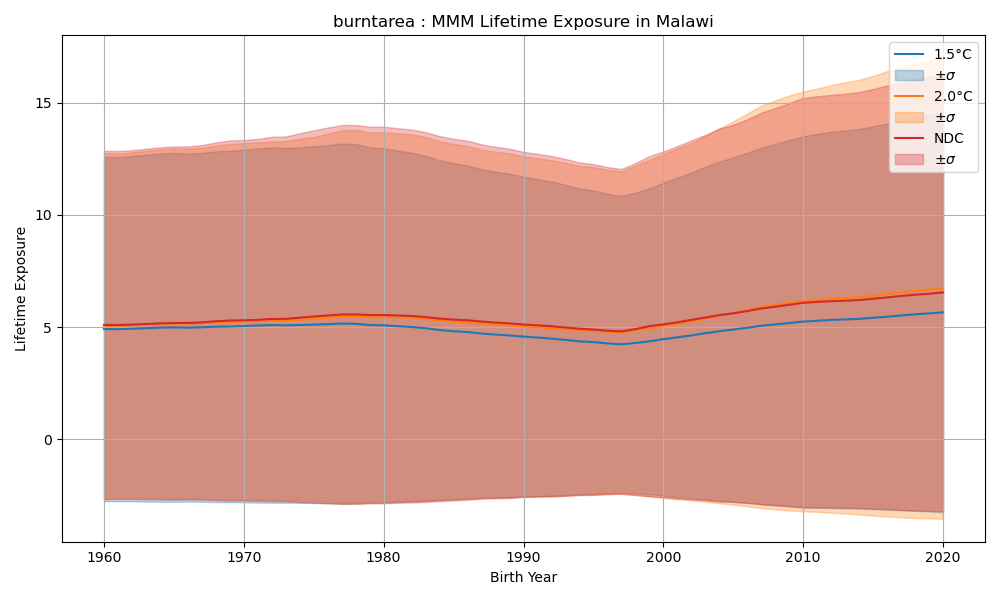 burntarea : MMM Lifetime Exposure in Malawi
1.5°C
±σ
2.0°C
±σ
NDC
±σ
Lifetime Exposure
15
10
5
0
1960 1970 1980 1990 2000 2010 2020
Birth Year